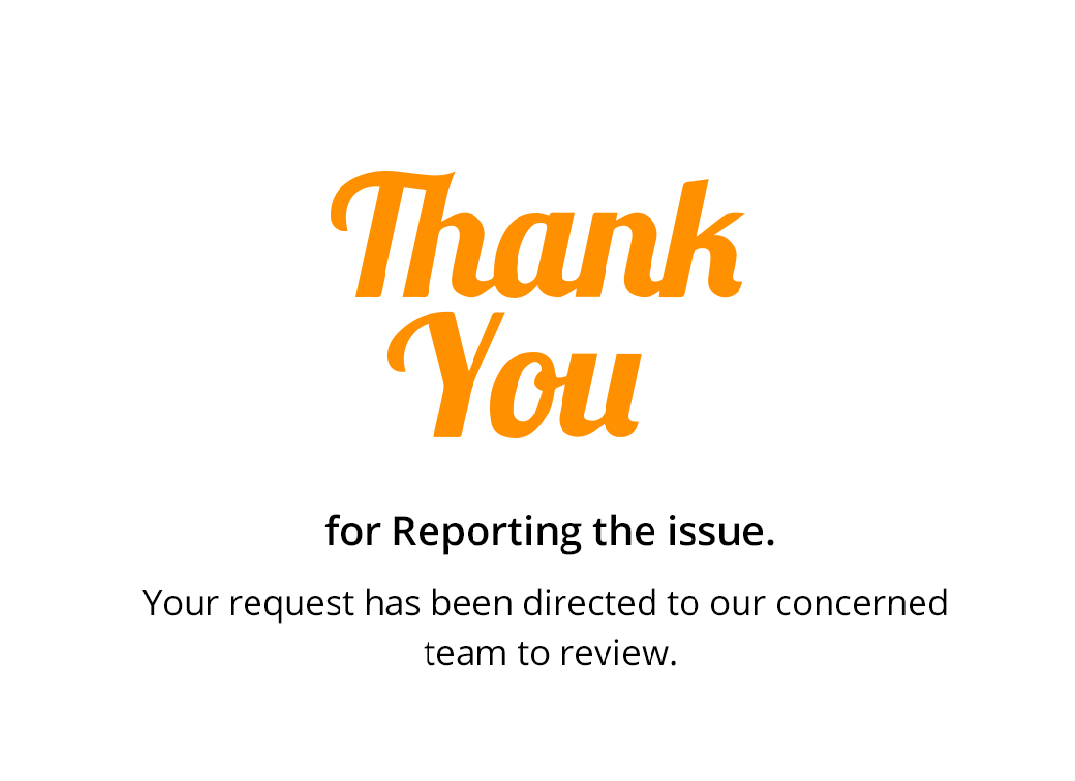 Thank
You
for Reporting the issue.
Your request has been directed to our concerned
team to review.